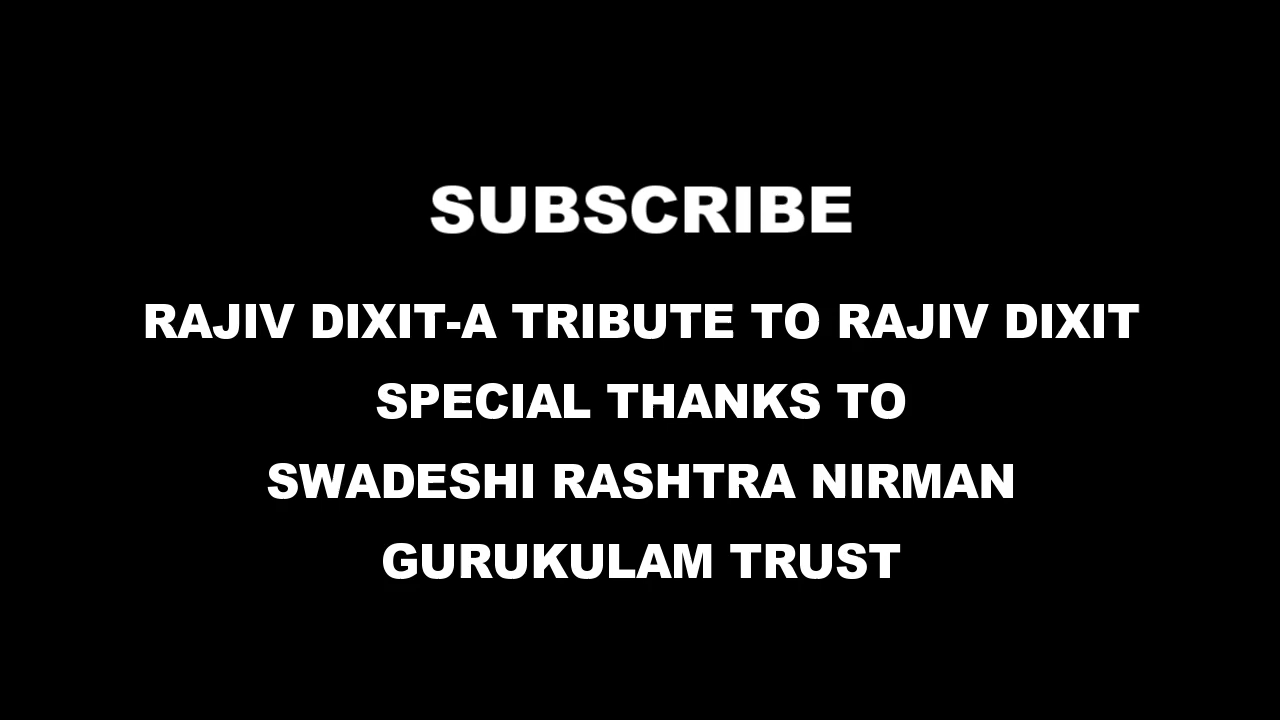 SUBSCRIBE
RAJIV DIXIT-A TRIBUTE TO RAJIV DIXIT
SPECIAL THANKS TO
SWADESHI RASHTRA NIRMAN
GURUKULAM TRUST